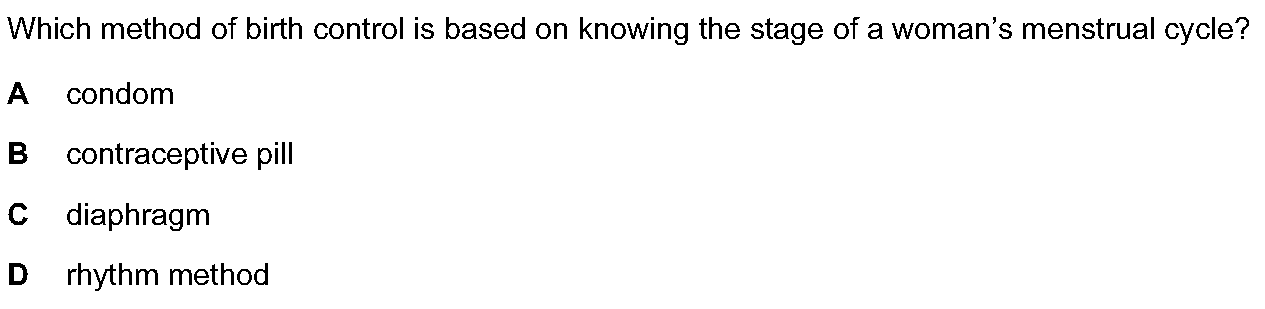 Which method of birth control is based on knowing the stage of a woman’s menstrual cycle?
A condom
B contraceptive pill
C diaphragm
D rhythm method